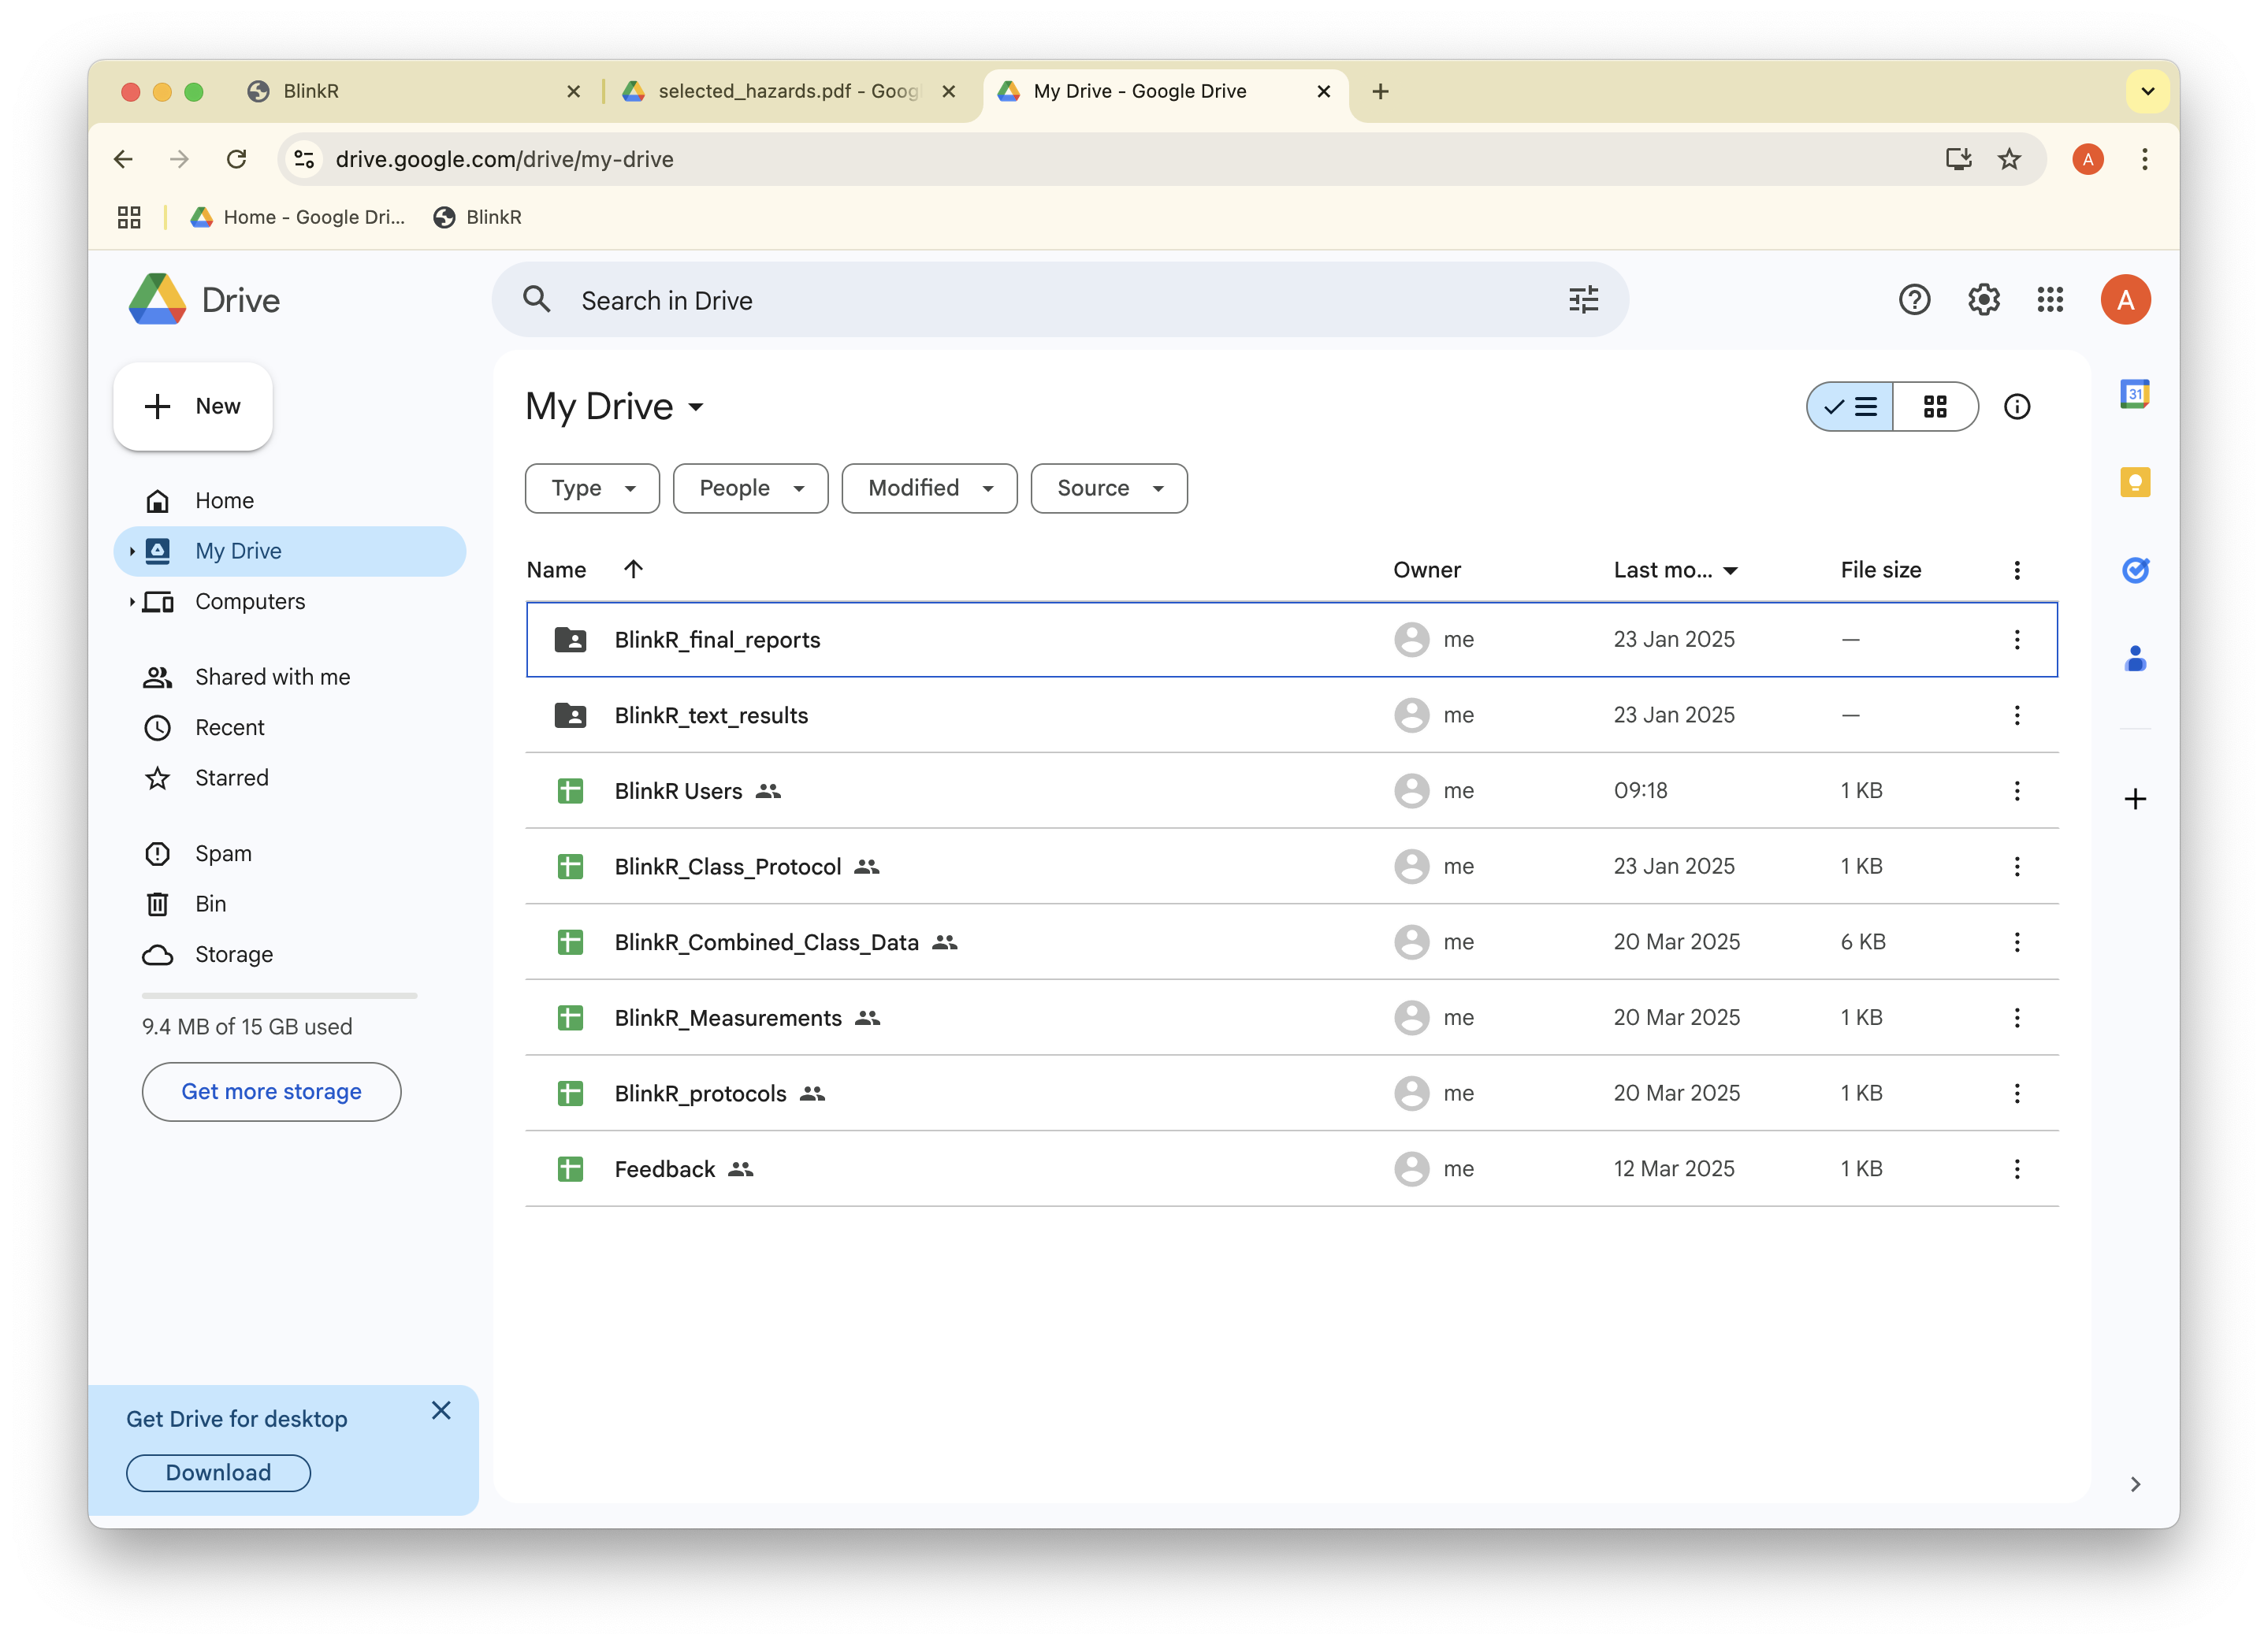 BlinkR
selected_hazards.pdf - Goog
My Drive - Google Drive
drive.google.com/drive/my-drive
A
Home - Google Dri...
BlinkR
Drive
Search in Drive
A
New
My Drive
31
Type
People
Modified
Source
Home
My Drive
Computers
Shared with me
Recent
Starred
Spam
Bin
Storage
9.4 MB of 15 GB used
Get more storage
Name Owner Last mo... File size
BlinkR_final_reports me 23 Jan 2025 —
BlinkR_text_results me 23 Jan 2025 —
BlinkR Users me 09:18 1 KB
BlinkR_Class_Protocol me 23 Jan 2025 1 KB
BlinkR_Combined_Class_Data me 20 Mar 2025 6 KB
BlinkR_Measurements me 20 Mar 2025 1 KB
BlinkR_protocols me 20 Mar 2025 1 KB
Feedback me 12 Mar 2025 1 KB
Get Drive for desktop
Download